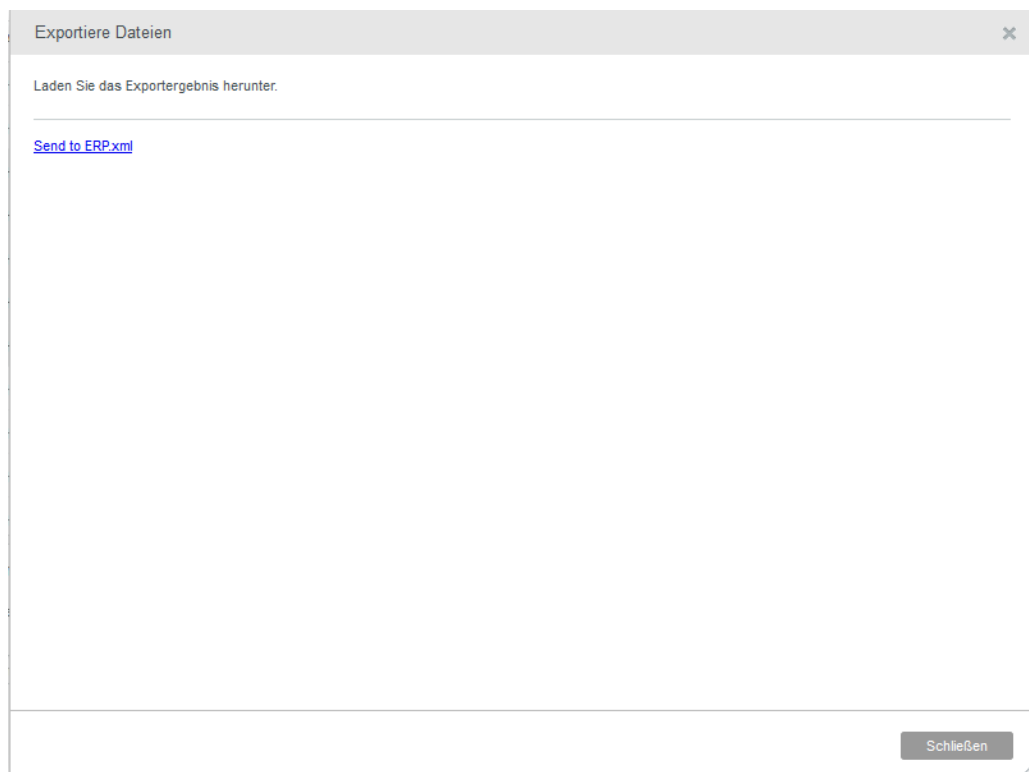 Exportiere Dateien
Laden Sie das Exportergebnis herunter.
Send to ERP.xml
Schließen